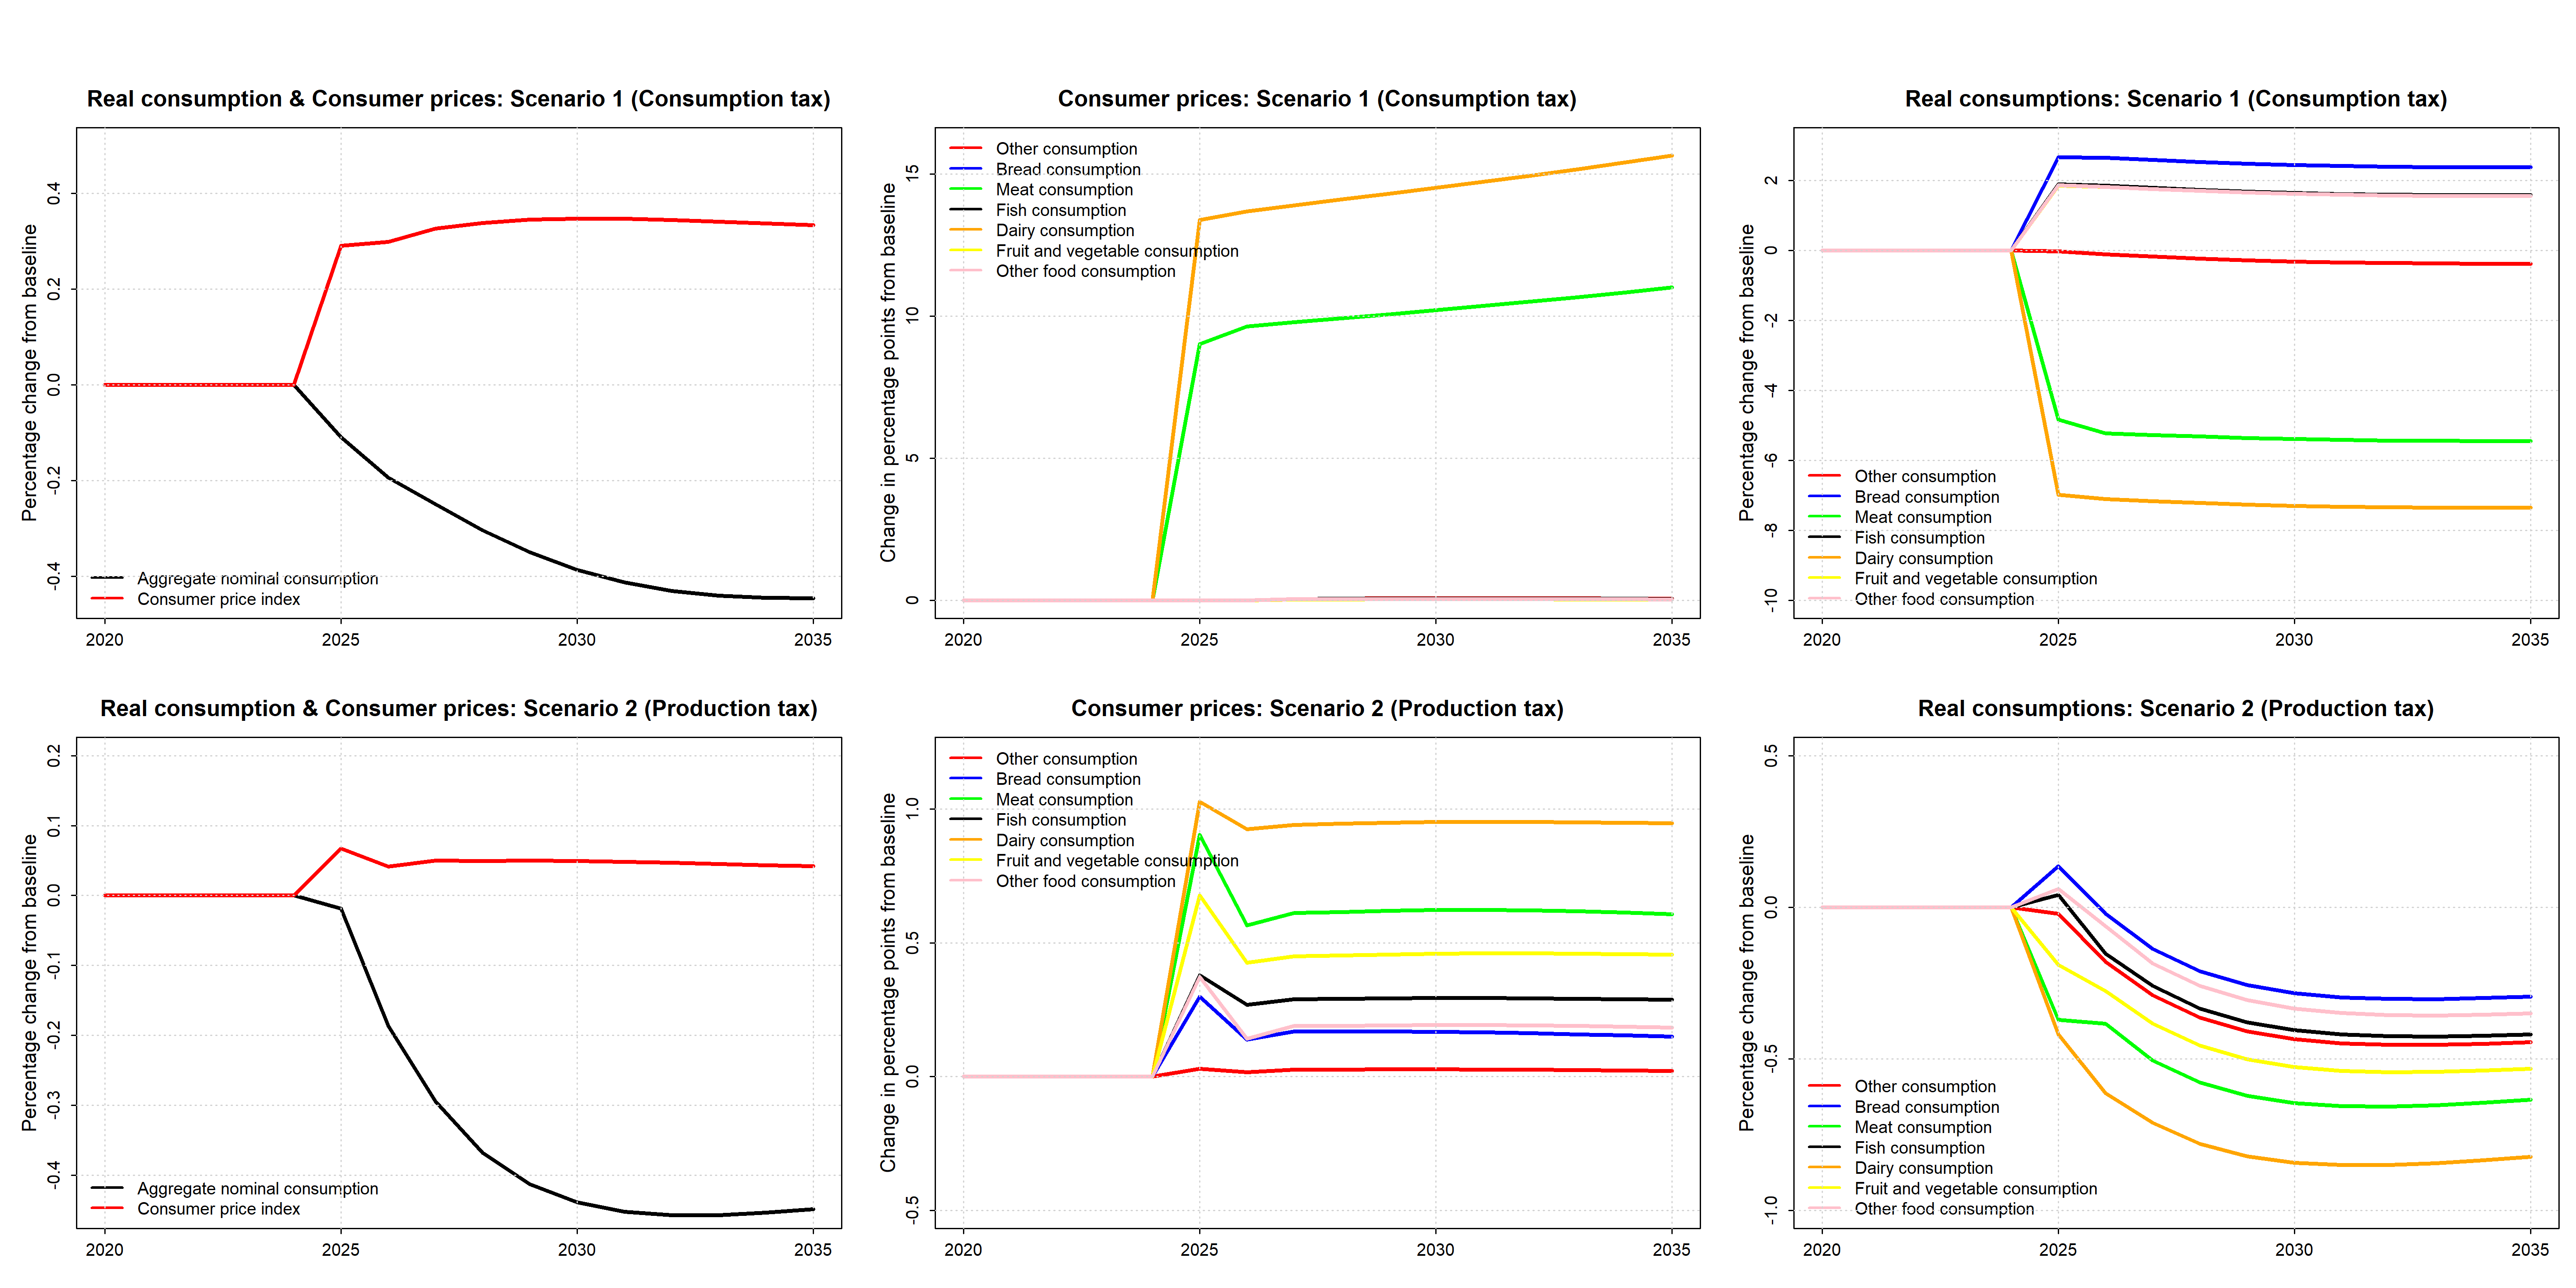 Real consumption & Consumer prices: Scenario 1 (Consumption tax)
Percentage change from baseline
0.4
0.2
0.0
-0.2
-0.4
Aggregate nominal consumption
Consumer price index
2020 2025 2030 2035
Consumer prices: Scenario 1 (Consumption tax)
Change in percentage points from baseline
15
10
5
0
Other consumption
Bread consumption
Meat consumption
Fish consumption
Dairy consumption
Fruit and vegetable consumption
Other food consumption
2020 2025 2030 2035
Real consumptions: Scenario 1 (Consumption tax)
Percentage change from baseline
2
0
-2
-4
-6
-8
-10
Other consumption
Bread consumption
Meat consumption
Fish consumption
Dairy consumption
Fruit and vegetable consumption
Other food consumption
2020 2025 2030 2035
Real consumption & Consumer prices: Scenario 2 (Production tax)
Percentage change from baseline
0.2
0.1
0.0
-0.1
-0.2
-0.3
-0.4
Aggregate nominal consumption
Consumer price index
2020 2025 2030 2035
Consumer prices: Scenario 2 (Production tax)
Change in percentage points from baseline
1.0
0.5
0.0
-0.5
Other consumption
Bread consumption
Meat consumption
Fish consumption
Dairy consumption
Fruit and vegetable consumption
Other food consumption
2020 2025 2030 2035
Real consumptions: Scenario 2 (Production tax)
Percentage change from baseline
0.5
0.0
-0.5
-1.0
Other consumption
Bread consumption
Meat consumption
Fish consumption
Dairy consumption
Fruit and vegetable consumption
Other food consumption
2020 2025 2030 2035